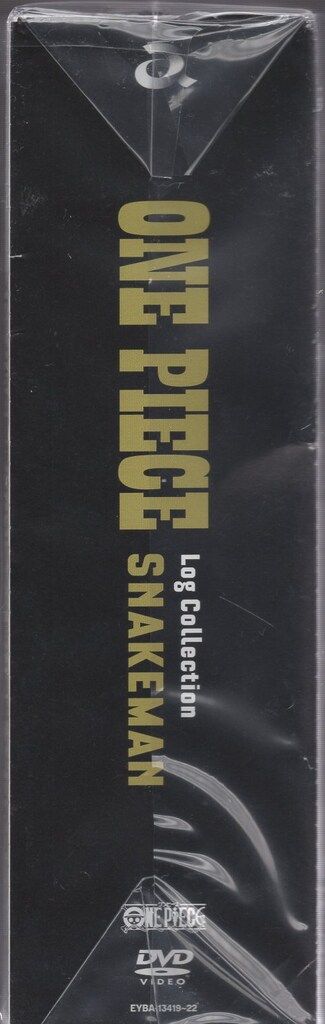 ONE PIECE
Log Collection
SNAKEMAN
ONE PIECE
DVD
VIDEO
EYBA-13419~22